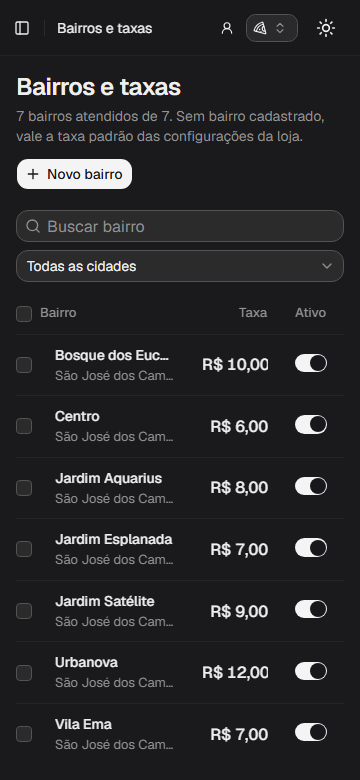 Bairros e taxas
Bairros e taxas
7 bairros atendidos de 7. Sem bairro cadastrado,
vale a taxa padrão das configurações da loja.
Novo bairro
Buscar bairro
Todas as cidades
Bairro Taxa Ativo
Bosque dos Euc... R$ 10,00
São José dos Cam...
Centro R$ 6,00
São José dos Cam...
Jardim Aquarius R$ 8,00
São José dos Cam...
Jardim Esplanada R$ 7,00
São José dos Cam...
Jardim Satélite R$ 9,00
São José dos Cam...
Urbanova R$ 12,00
São José dos Cam...
Vila Ema R$ 7,00
São José dos Cam...